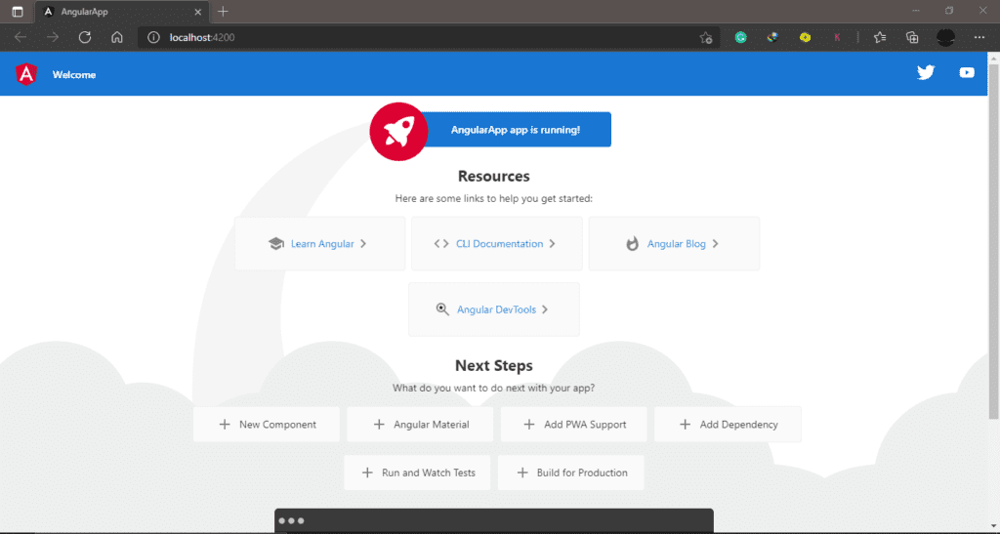 AngularApp
localhost:4200
K
A
Welcome
AngularApp app is running!
Resources
Here are some links to help you get started:
Learn Angular
CLI Documentation
Angular Blog
Angular DevTools
Next Steps
What do you want to do next with your app?
New Component
Angular Material
Add PWA Support
Add Dependency
Run and Watch Tests
Build for Production